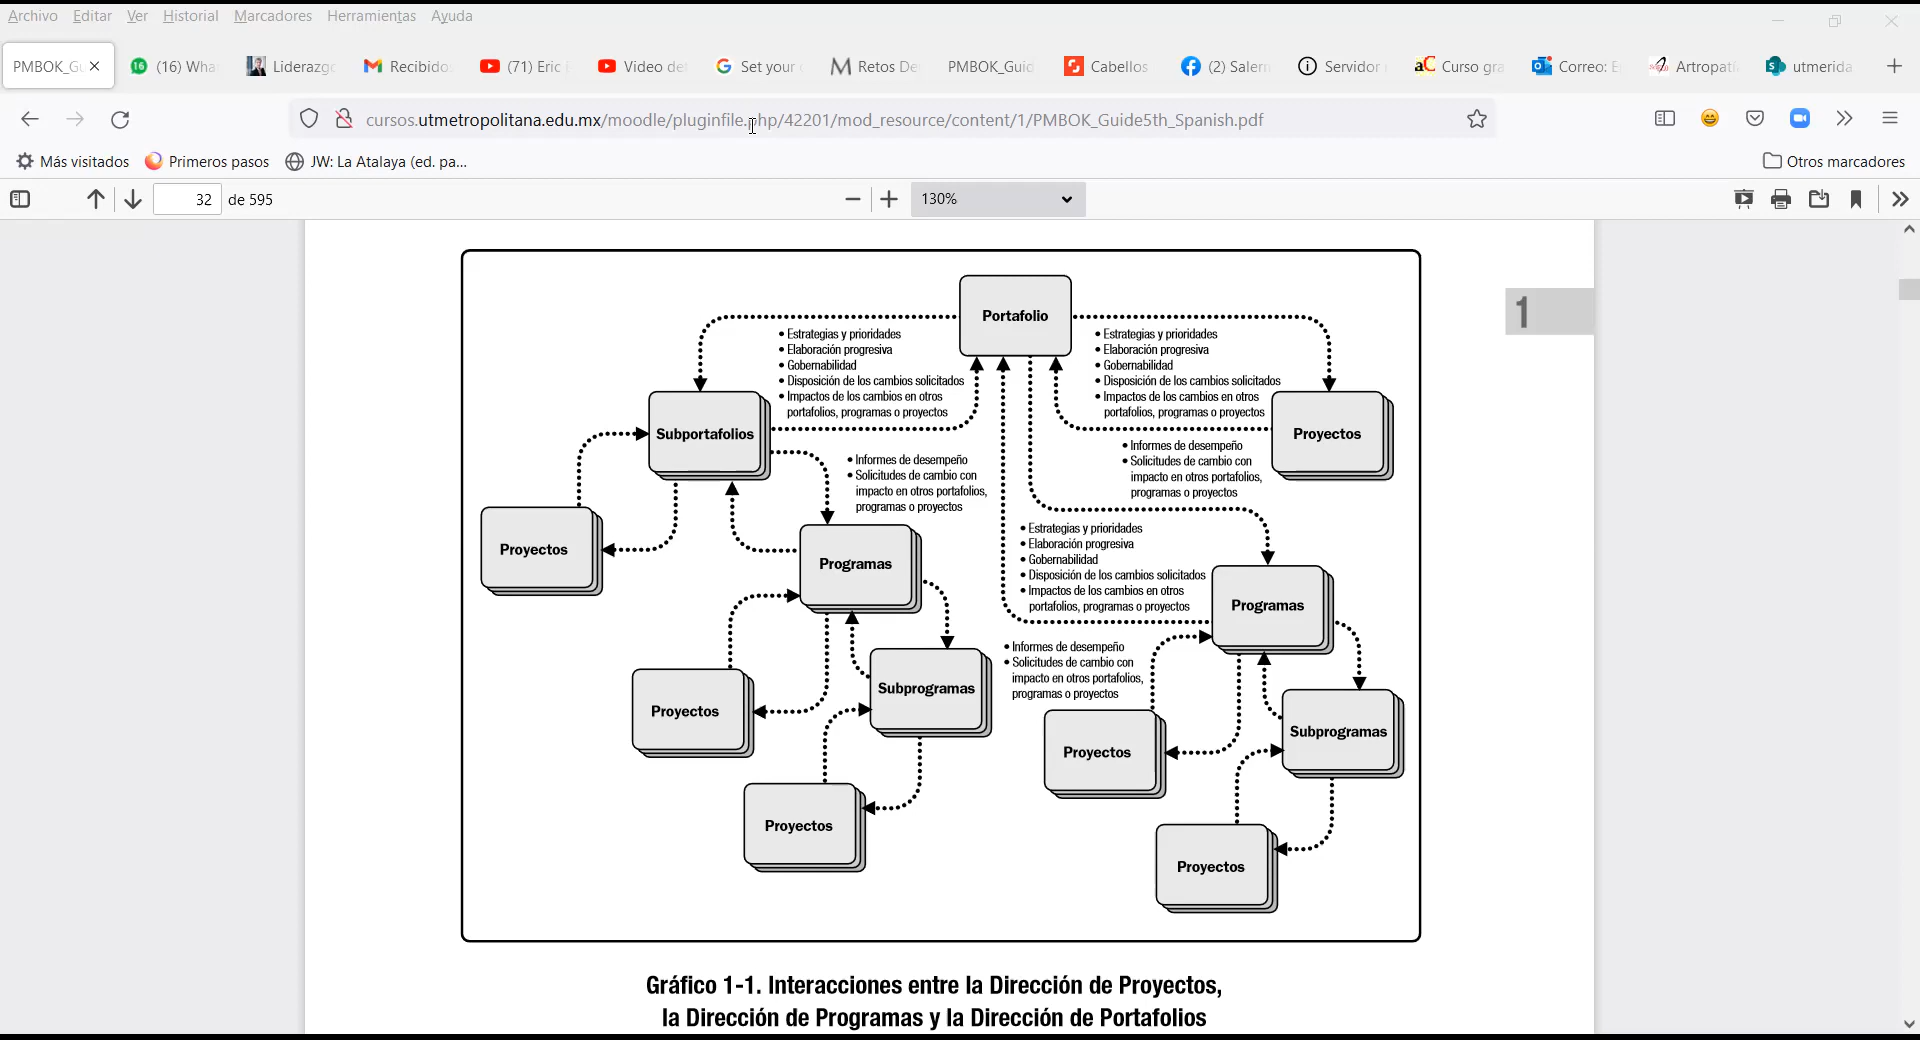 Archivo Editar Ver Historial Marcadores Herramientas Ayuda
PMBOK_Gu
16 (16) Wha
Lideraz
Recibidos
(71) Eric
Video de
Set your
Retos De
PMBOK_Guid
Cabellos
(2) Salern
Servidor
aC Curso gra
Correo: E
Artropat
utmerida
cursos.utmetropolitana.edu.mx/moodle/pluginfile.php/42201/mod_resource/content/1/PMBOK_Guide5th_Spanish.pdf
Más visitados Primeros pasos JW: La Atalaya (ed. pa... Otros marcadores
32 de 595 130%
1
Portafolio
• Estrategias y prioridades
• Elaboración progresiva
• Gobernabilidad
• Disposición de los cambios solicitados
• Impactos de los cambios en otros
portafolios, programas o proyectos
• Estrategias y prioridades
• Elaboración progresiva
• Gobernabilidad
• Disposición de los cambios solicitados
• Impactos de los cambios en otros
portafolios, programas o proyectos
Subportafolios
Proyectos
• Informes de desempeño
• Solicitudes de cambio con
impacto en otros portafolios,
programas o proyectos
• Informes de desempeño
• Solicitudes de cambio con
impacto en otros portafolios,
programas o proyectos
Proyectos
Programas
• Estrategias y prioridades
• Elaboración progresiva
• Gobernabilidad
• Disposición de los cambios solicitados
• Impactos de los cambios en otros
portafolios, programas o proyectos
Programas
• Informes de desempeño
• Solicitudes de cambio con
impacto en otros portafolios,
programas o proyectos
Proyectos
Subprogramas
Proyectos
Subprogramas
Proyectos
Proyectos
Gráfico 1-1. Interacciones entre la Dirección de Proyectos,
la Dirección de Programas y la Dirección de Portafolios